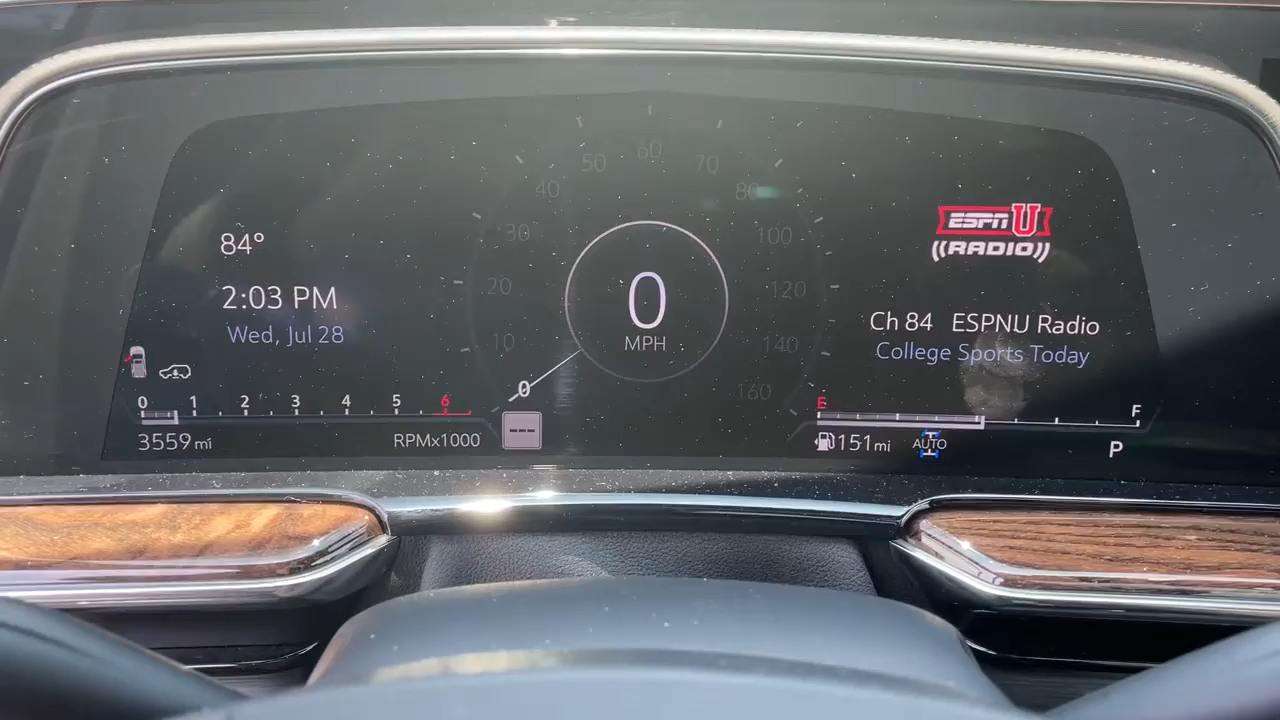 84°
2:03 PM
Wed, Jul 28
0 1 2 3 4 5 6
3559 mi
RPMx1000
0 10 20 30 40 50 60 70 80 100 120 140 160
0
MPH
---
ESPN U
((RADIO))
Ch 84 ESPNU Radio
College Sports Today
E F
151 mi
AUTO
P